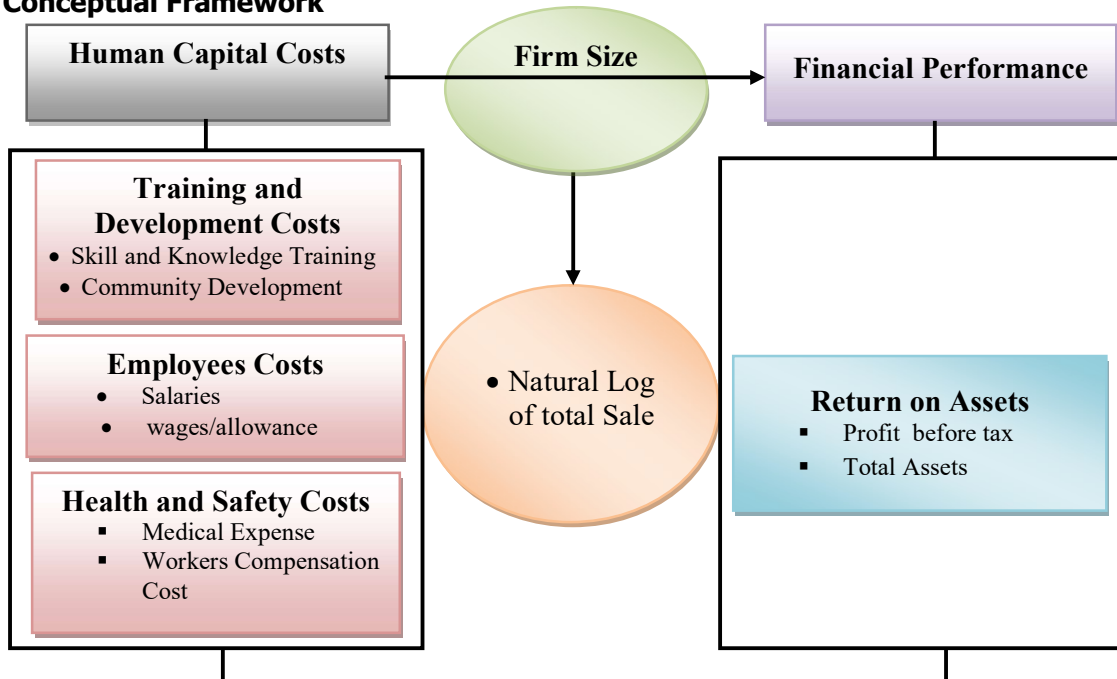 Conceptual Framework
Human Capital Costs
Firm Size
Financial Performance
Training and
Development Costs
• Skill and Knowledge Training
• Community Development
Employees Costs
• Salaries
• wages/allowance
Health and Safety Costs
▪ Medical Expense
▪ Workers Compensation
Cost
• Natural Log
of total Sale
Return on Assets
▪ Profit before tax
▪ Total Assets